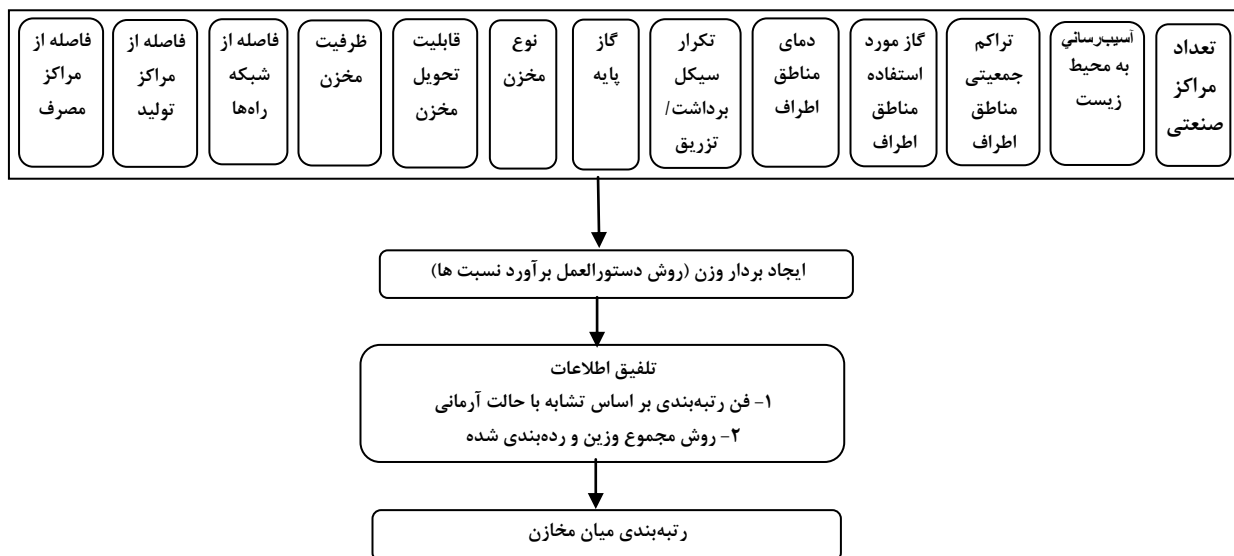 تعداد
مراکز
صنعتی
آسیب‌رسانی
به محیط
زیست
تراکم
جمعیتی
مناطق
اطراف
گاز مورد
استفاده
مناطق
اطراف
دمای
مناطق
اطراف
تکرار
سیکل
برداشت/
تزریق
گاز
پایه
نوع
مخزن
قابلیت
تحویل
مخزن
ظرفیت
مخزن
فاصله از
شبکه
راه‌ها
فاصله از
مراکز
تولید
فاصله از
مراکز
مصرف
ایجاد بردار وزن (روش دستورالعمل برآورد نسبت ها)
تلفیق اطلاعات
۱- فن رتبه‌بندی بر اساس تشابه با حالت آرمانی
۲- روش مجموع وزین و رده‌بندی شده
رتبه‌بندی میان مخازن